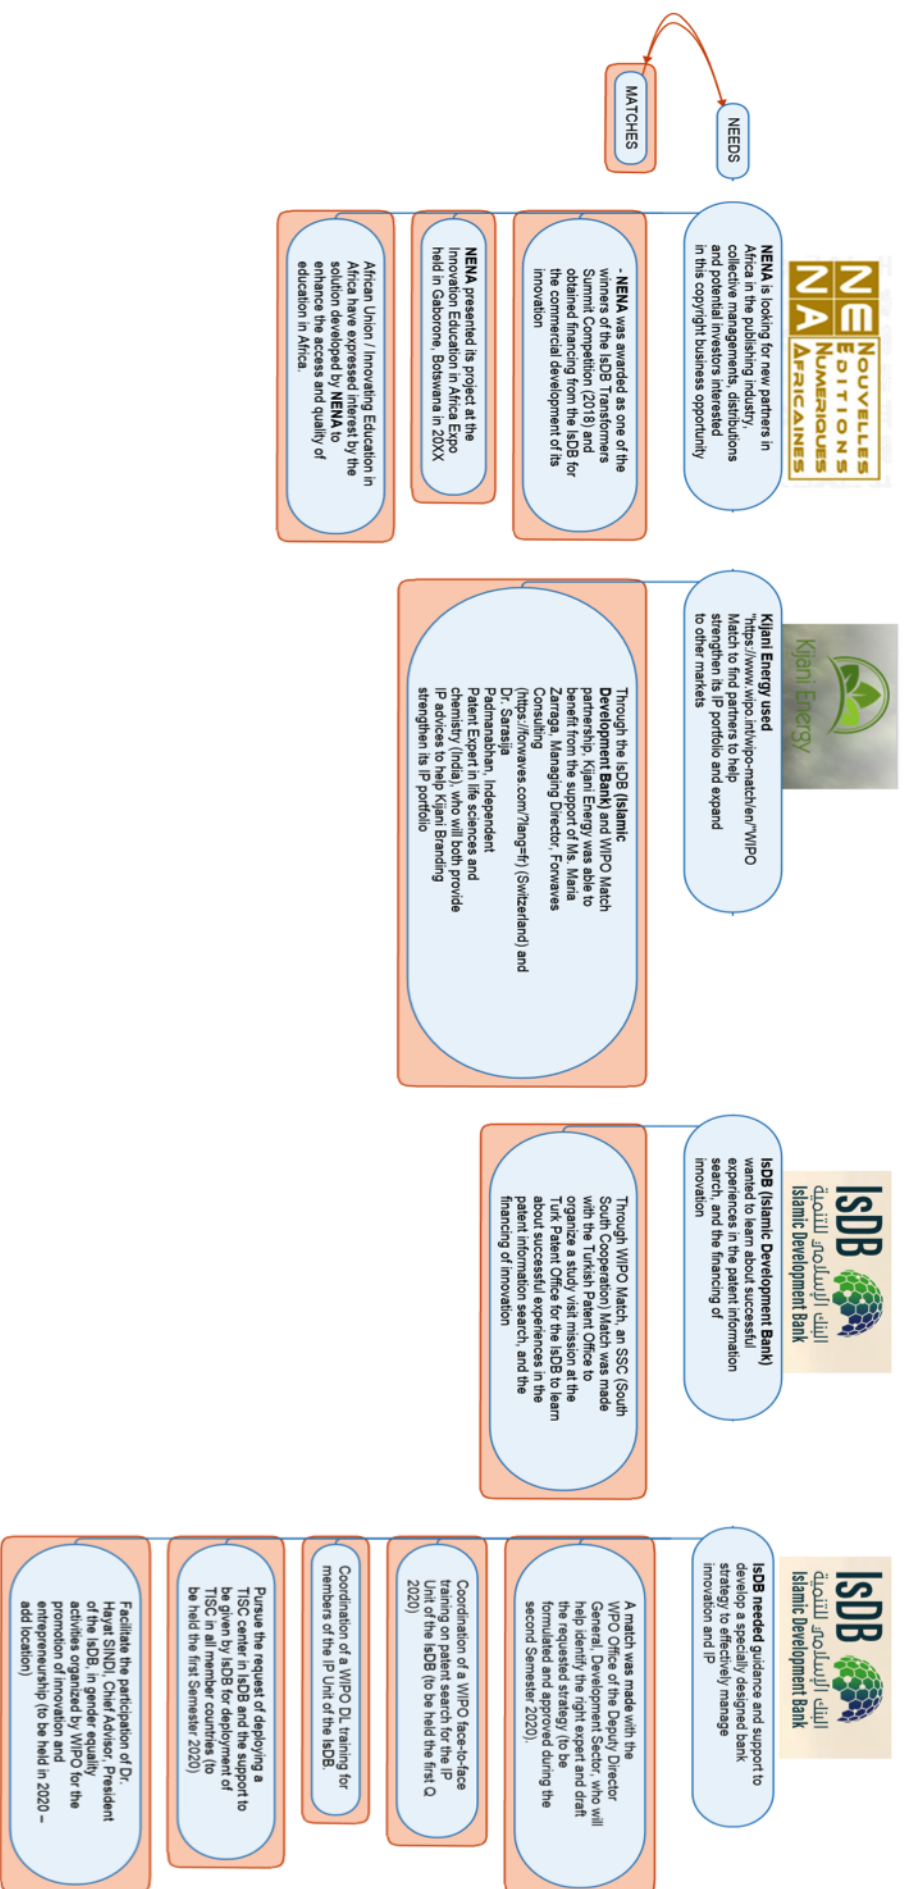 NEEDS
MATCHES
NE
NA
NOUVELLES
EDITIONS
NUMERIQUES
AFRICAINES
NENA is looking for new partners in
Africa in the publishing industry,
collective managements, distributions
and potential investors interested
in this copyright business opportunity
- NENA was awarded as one of the
winners of the IsDB Transformers
Summit Competition (2018) and
obtained financing from the IsDB for
the commercial development of its
innovation
NENA presented its project at the
Innovation Education in Africa Expo
held in Gaborone, Botswana in 20XX
African Union / Innovating Education in
Africa have expressed interest by the
solution developed by NENA to
enhance the access and quality of
education in Africa.
Kijani Energy
Kijani Energy used
"https://www.wipo.int/wipo-match/en/"WIPO
Match to find partners to help
strengthen its IP portfolio and expand
to other markets
Through the IsDB (Islamic
Development Bank) and WIPO Match
partnership, Kijani Energy was able to
benefit from the support of Ms. Maria
Zarraga, Managing Director, Forwaves
Consulting
(https://forwaves.com/?lang=fr) (Switzerland) and
Dr. Sarasija
Padmanabhan, Independent
Patent Expert in life sciences and
chemistry (India), who will both provide
IP advices to help Kijani Branding
strengthen its IP portfolio
IsDB
البنك الإسلامي للتنمية
Islamic Development Bank
IsDB (Islamic Development Bank)
wanted to learn about successful
experiences in the patent information
search, and the financing of
innovation
Through WIPO Match, an SSC (South
South Cooperation) Match was made
with the Turkish Patent Office to
organize a study visit mission at the
Turk Patent Office for the IsDB to learn
about successful experiences in the
patent information search, and the
financing of innovation
IsDB
البنك الإسلامي للتنمية
Islamic Development Bank
IsDB needed guidance and support to
develop a specially designed bank
strategy to effectively manage
innovation and IP
A match was made with the
WPO Office of the Deputy Director
General, Development Sector, who will
help identify the right expert and draft
the requested strategy (to be
formulated and approved during the
second Semester 2020).
Coordination of a WIPO face-to-face
training on patent search for the IP
Unit of the IsDB (to be held the first Q
2020)
Coordination of a WIPO DL training for
members of the IP Unit of the IsDB.
Pursue the request of deploying a
TISC center in IsDB and the support to
be given by IsDB for deployment of
TISC in all member countries (to
be held the first Semester 2020)
Facilitate the participation of Dr.
Hayat SINDI, Chief Advisor, President
of the IsDB, in gender equality
activities organized by WIPO for the
promotion of innovation and
entrepreneurship (to be held in 2020 –
add location)